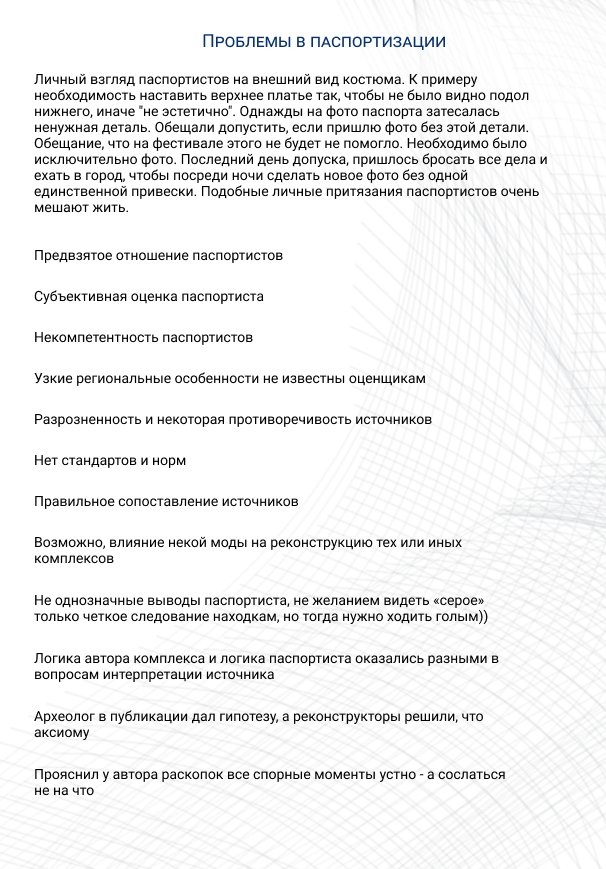 Проблемы в паспортизации
Личный взгляд паспортистов на внешний вид костюма. К примеру
необходимость наставить верхнее платье так, чтобы не было видно подол
нижнего, иначе "не эстетично". Однажды на фото паспорта затесалась
ненужная деталь. Обещали допустить, если пришлю фото без этой детали.
Обещание, что на фестивале этого не будет не помогло. Необходимо было
исключительно фото. Последний день допуска, пришлось бросать все дела и
ехать в город, чтобы посреди ночи сделать новое фото без одной
единственной привески. Подобные личные притязания паспортистов очень
мешают жить.
Предвзятое отношение паспортистов
Субъективная оценка паспортиста
Некомпетентность паспортистов
Узкие региональные особенности не известны оценщикам
Разрозненность и некоторая противоречивость источников
Нет стандартов и норм
Правильное сопоставление источников
Возможно, влияние некой моды на реконструкцию тех или иных
комплексов
Не однозначные выводы паспортиста, не желанием видеть «серое»
только четкое следование находкам, но тогда нужно ходить голым))
Логика автора комплекса и логика паспортиста оказались разными в
вопросам интерпретации источника
Археолог в публикации дал гипотезу, а реконструкторы решили, что
аксиому
Прояснил у автора раскопок все спорные моменты устно - а сослаться
не на что